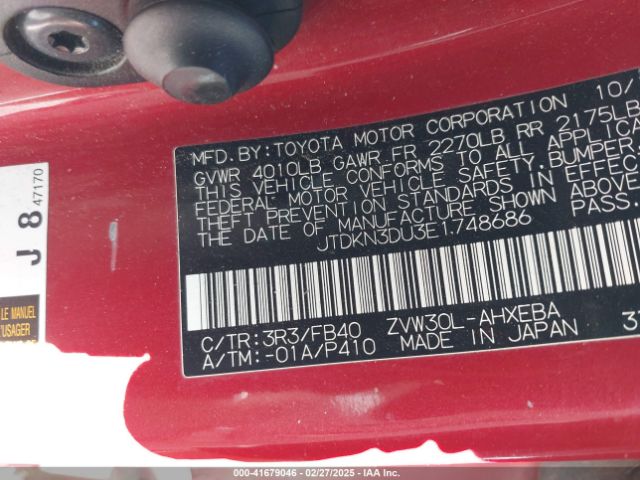 MFD. BY: TOYOTA MOTOR CORPORATION 10/
GVWR 4010LB GAWR FR 2270LB RR 2175LB
THIS VEHICLE CONFORMS TO ALL APPLICA
FEDERAL MOTOR VEHICLE SAFETY, BUMPER,
THEFT PREVENTION STANDARDS IN EFFEC
THE DATE OF MANUFACTURE SHOWN ABOVE
JTDKN3DU3E1748686 PASS.
C/TR: 3R3/FB40 ZVW30L-AHXEBA
A/TM: -01A/P410 MADE IN JAPAN 3
J 8 47170
LE MANUEL
USAGER
000-41679046 | 02/27/2025 | IAA Inc.